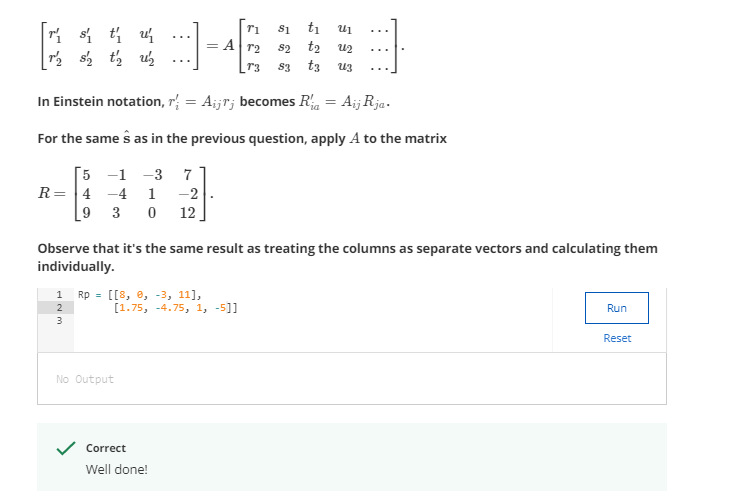 [r′₁ s′₁ t′₁ u′₁ …] = A [r₁ s₁ t₁ u₁ …]
[r′₂ s′₂ t′₂ u′₂ …] [r₂ s₂ t₂ u₂ …] .
[r₃ s₃ t₃ u₃ …]
In Einstein notation, r′ᵢ = Aᵢⱼrⱼ becomes R′ᵢₐ = AᵢⱼRⱼₐ.
For the same ŝ as in the previous question, apply A to the matrix
[5 −1 −3 7]
R = [4 −4 1 −2] .
[9 3 0 12]
Observe that it's the same result as treating the columns as separate vectors and calculating them
individually.
1 Rp = [[8, 0, -3, 11],
2 [1.75, -4.75, 1, -5]]
3
Run
Reset
No Output
Correct
Well done!